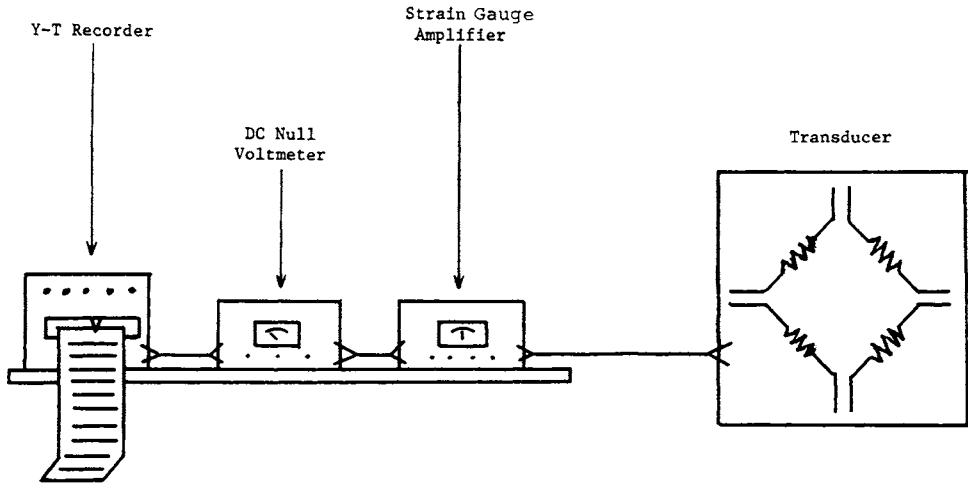 Strain Gauge
Amplifier
Y-T Recorder
DC Null
Voltmeter
Transducer